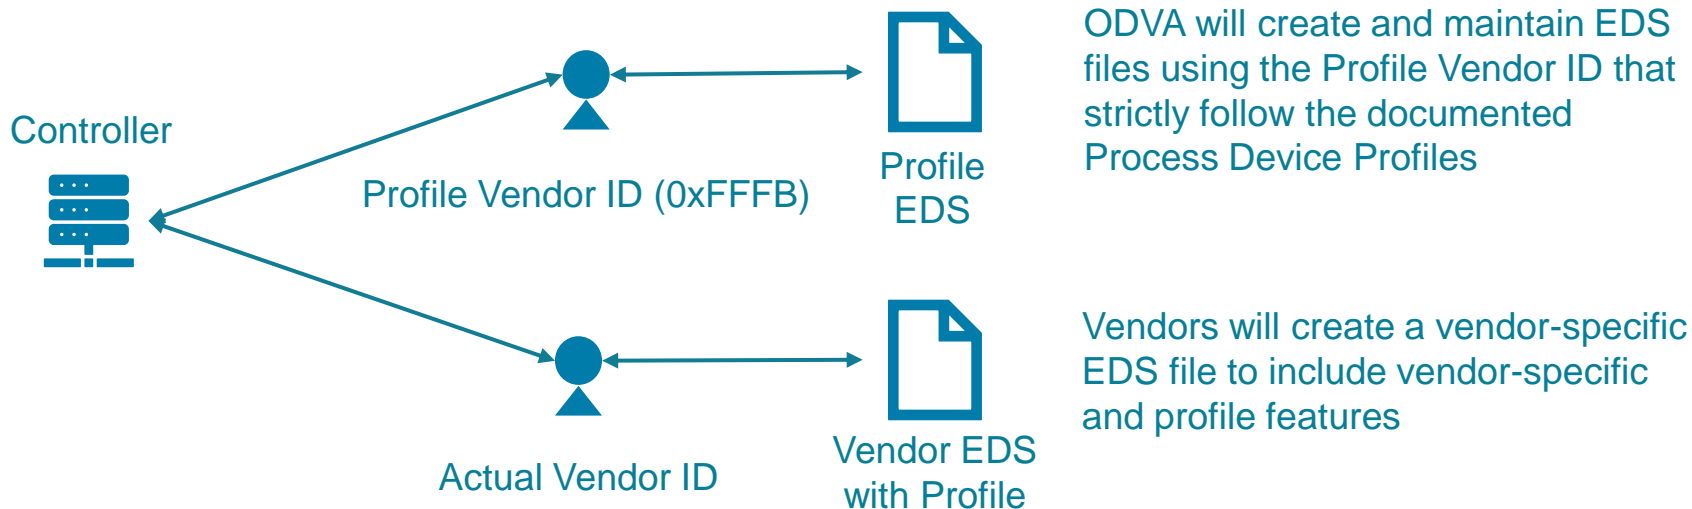 Controller
Profile Vendor ID (0xFFFB)
Profile
EDS
ODVA will create and maintain EDS
files using the Profile Vendor ID that
strictly follow the documented
Process Device Profiles
Actual Vendor ID
Vendor EDS
with Profile
Vendors will create a vendor-specific
EDS file to include vendor-specific
and profile features